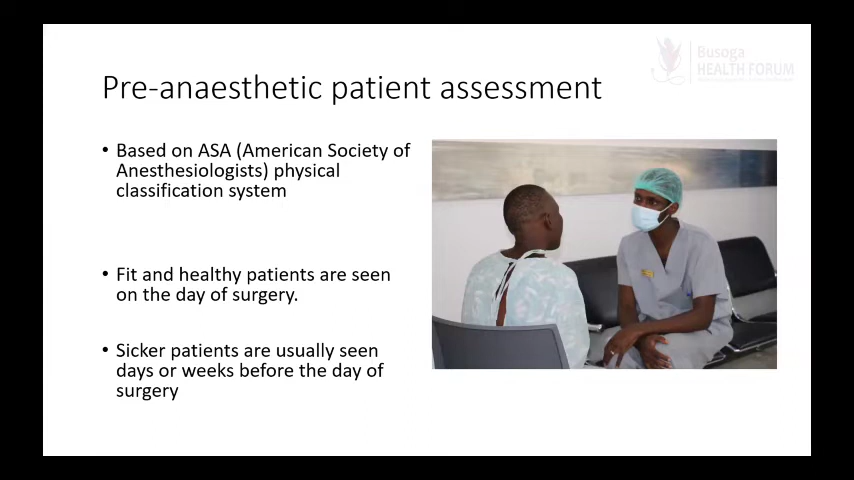 Busoga
HEALTH FORUM
Pre-anaesthetic patient assessment
• Based on ASA (American Society of
Anesthesiologists) physical
classification system
• Fit and healthy patients are seen
on the day of surgery.
• Sicker patients are usually seen
days or weeks before the day of
surgery